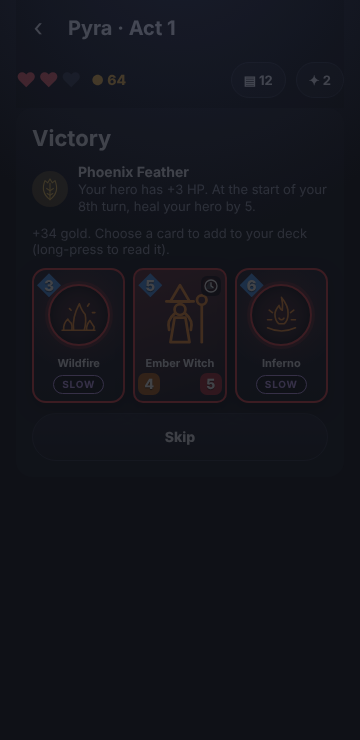 Pyra · Act 1
64
12
2
Victory
Phoenix Feather
Your hero has +3 HP. At the start of your
8th turn, heal your hero by 5.
+34 gold. Choose a card to add to your deck
(long-press to read it).
3
5
6
Wildfire
Ember Witch
Inferno
SLOW
4
5
SLOW
Skip